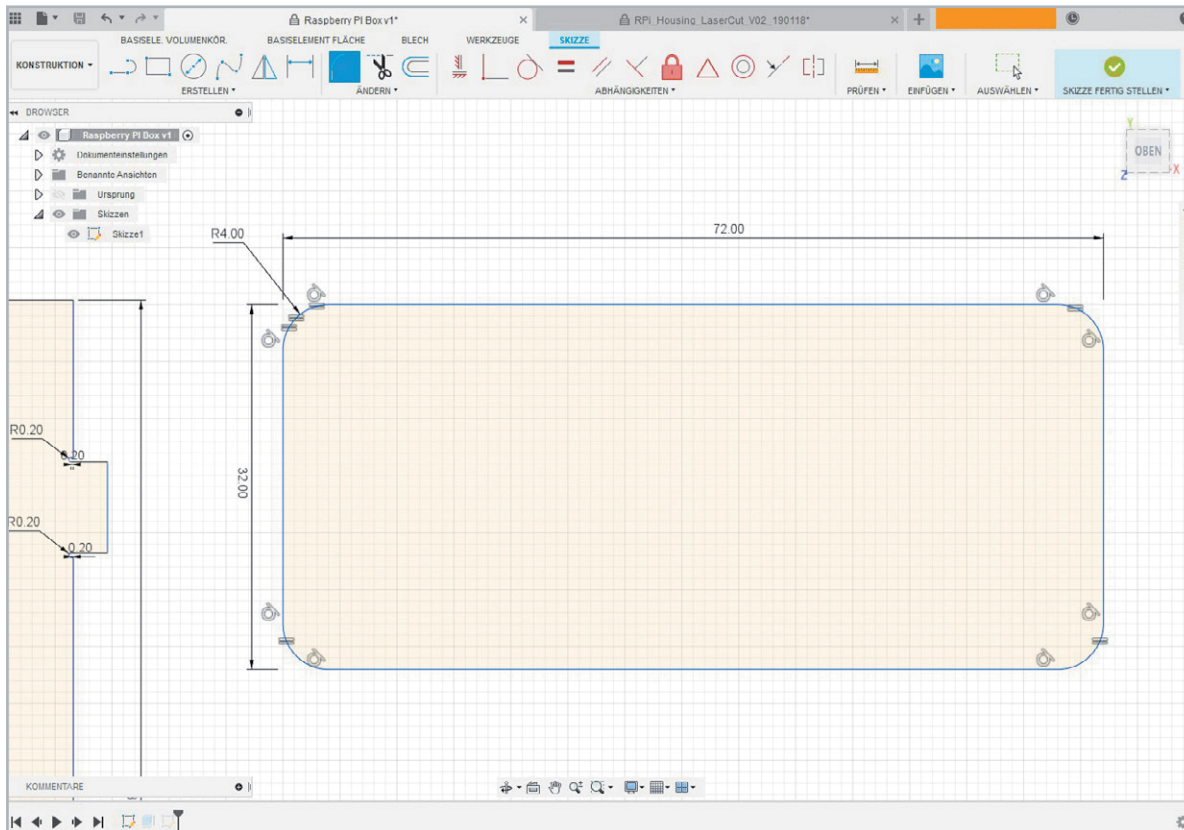 Raspberry PI Box v1*
RPI_Housing_LaserCut_V02_190118*
KONSTRUKTION
BASISELE. VOLUMENKÖR.
BASISELEMENT FLÄCHE
BLECH
WERKZEUGE
SKIZZE
ERSTELLEN
ÄNDERN
ABHÄNGIGKEITEN
PRÜFEN
EINFÜGEN
AUSWÄHLEN
SKIZZE FERTIG STELLEN
BROWSER
Raspberry PI Box v1
Dokumenteinstellungen
Benannte Ansichten
Ursprung
Skizzen
Skizze1
Y
OBEN
Z
X
R4.00
72.00
32.00
R0.20
0.20
R0.20
0.20
KOMMENTARE